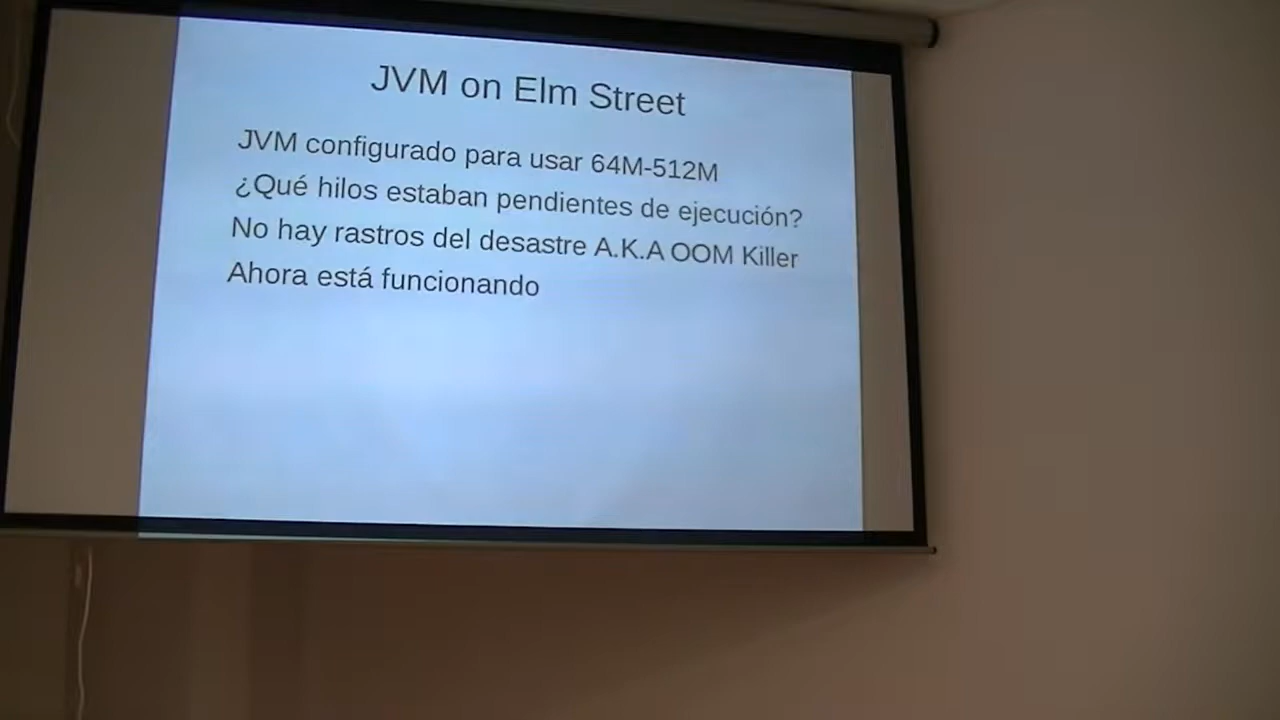 JVM on Elm Street
JVM configurado para usar 64M-512M
¿Qué hilos estaban pendientes de ejecución?
No hay rastros del desastre A.K.A OOM Killer
Ahora está funcionando